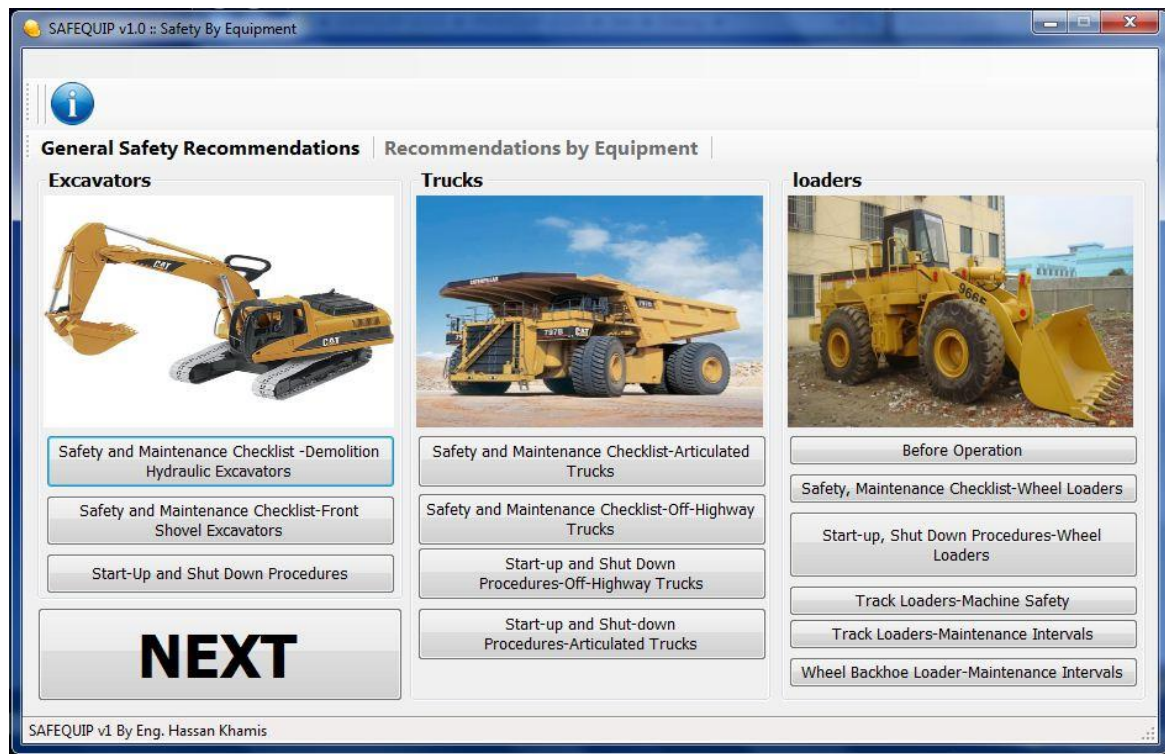 SAFEQUIP v1.0 :: Safety By Equipment
General Safety Recommendations
Recommendations by Equipment
Excavators
CAT
CAT
Safety and Maintenance Checklist -Demolition
Hydraulic Excavators
Safety and Maintenance Checklist-Front
Shovel Excavators
Start-Up and Shut Down Procedures
NEXT
Trucks
CATERPILLAR
797B
797B CAT
Safety and Maintenance Checklist-Articulated
Trucks
Safety and Maintenance Checklist-Off-Highway
Trucks
Start-up and Shut Down
Procedures-Off-Highway Trucks
Start-up and Shut-down
Procedures-Articulated Trucks
loaders
966F
Before Operation
Safety, Maintenance Checklist-Wheel Loaders
Start-up, Shut Down Procedures-Wheel
Loaders
Track Loaders-Machine Safety
Track Loaders-Maintenance Intervals
Wheel Backhoe Loader-Maintenance Intervals
SAFEQUIP v1 By Eng. Hassan Khamis